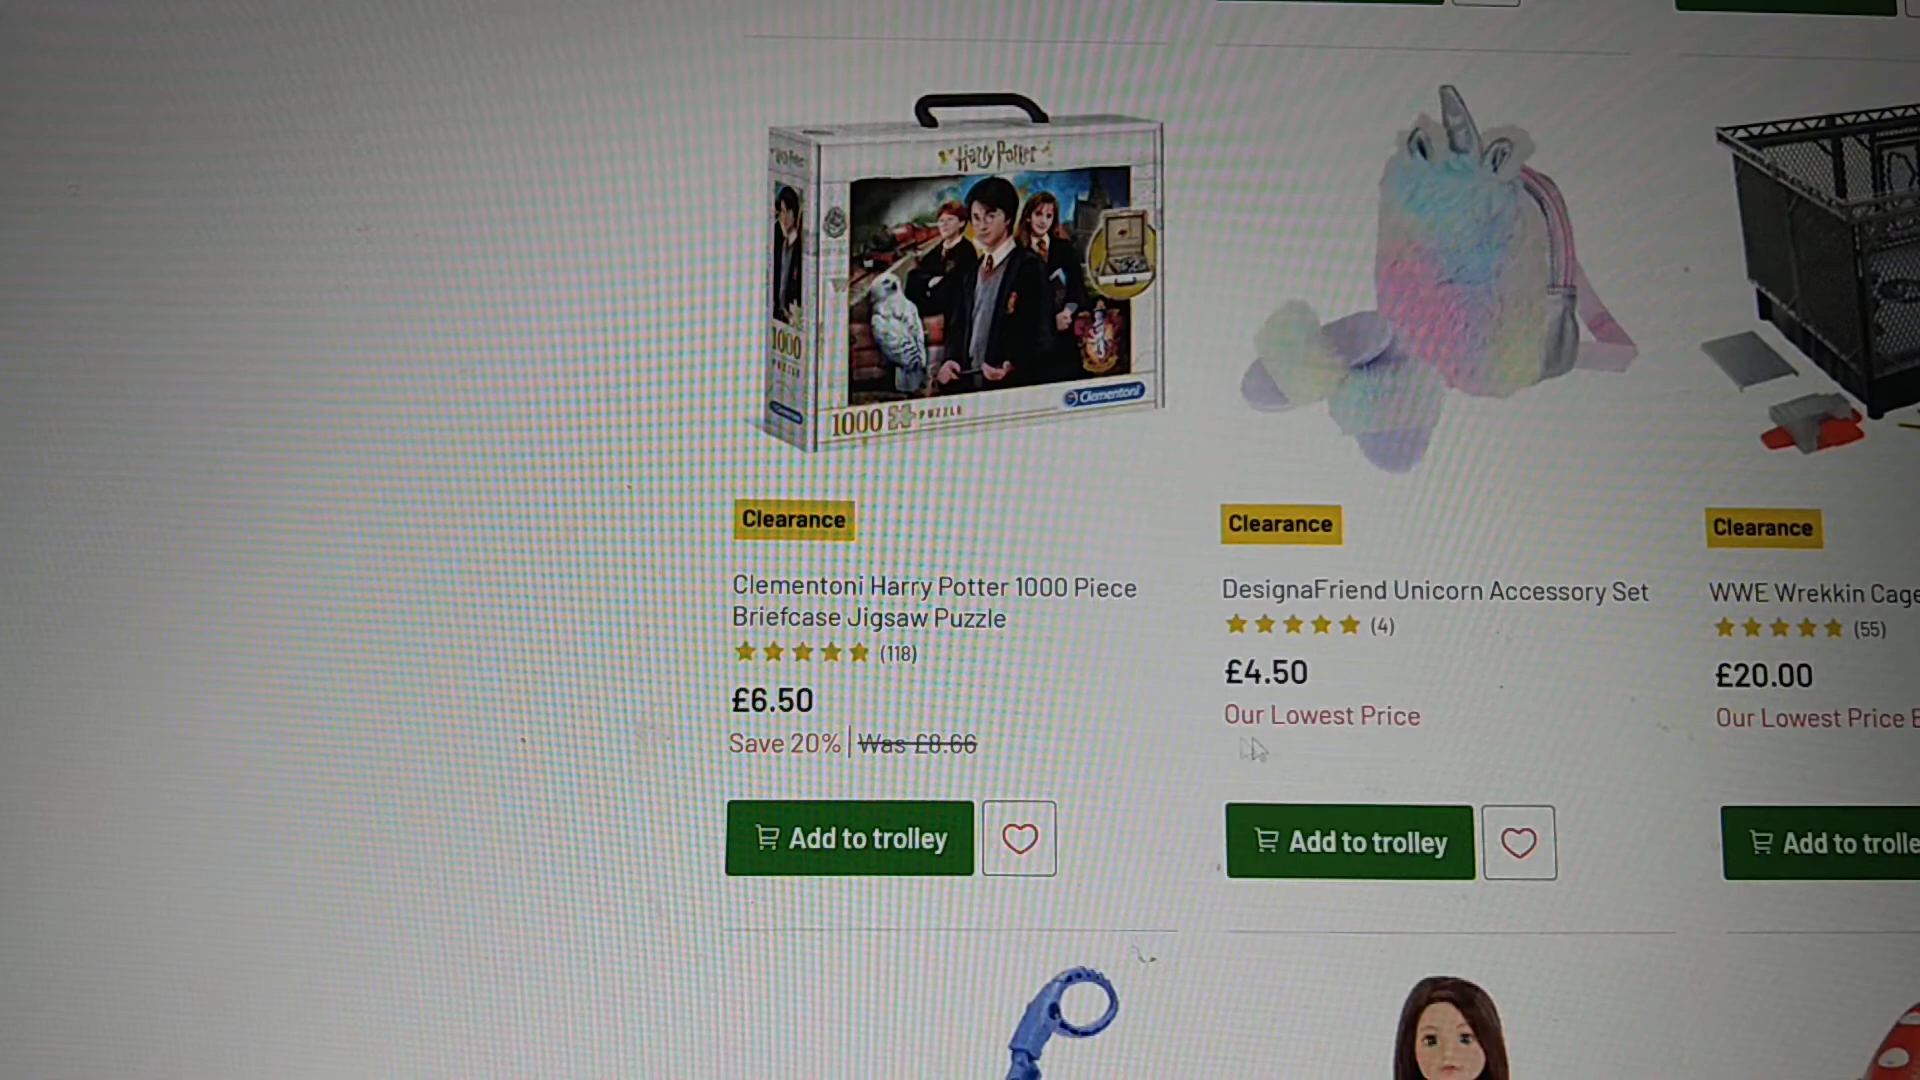 Harry Potter
1000
PUZZLE
Clementoni
1000 PUZZLE
Clearance
Clementoni Harry Potter 1000 Piece
Briefcase Jigsaw Puzzle
(118)
£6.50
Save 20% | Was £8.66
Add to trolley
Clearance
DesignaFriend Unicorn Accessory Set
(4)
£4.50
Our Lowest Price
Add to trolley
Clearance
WWE Wrekkin Cage
(55)
£20.00
Our Lowest Price E
Add to trolle